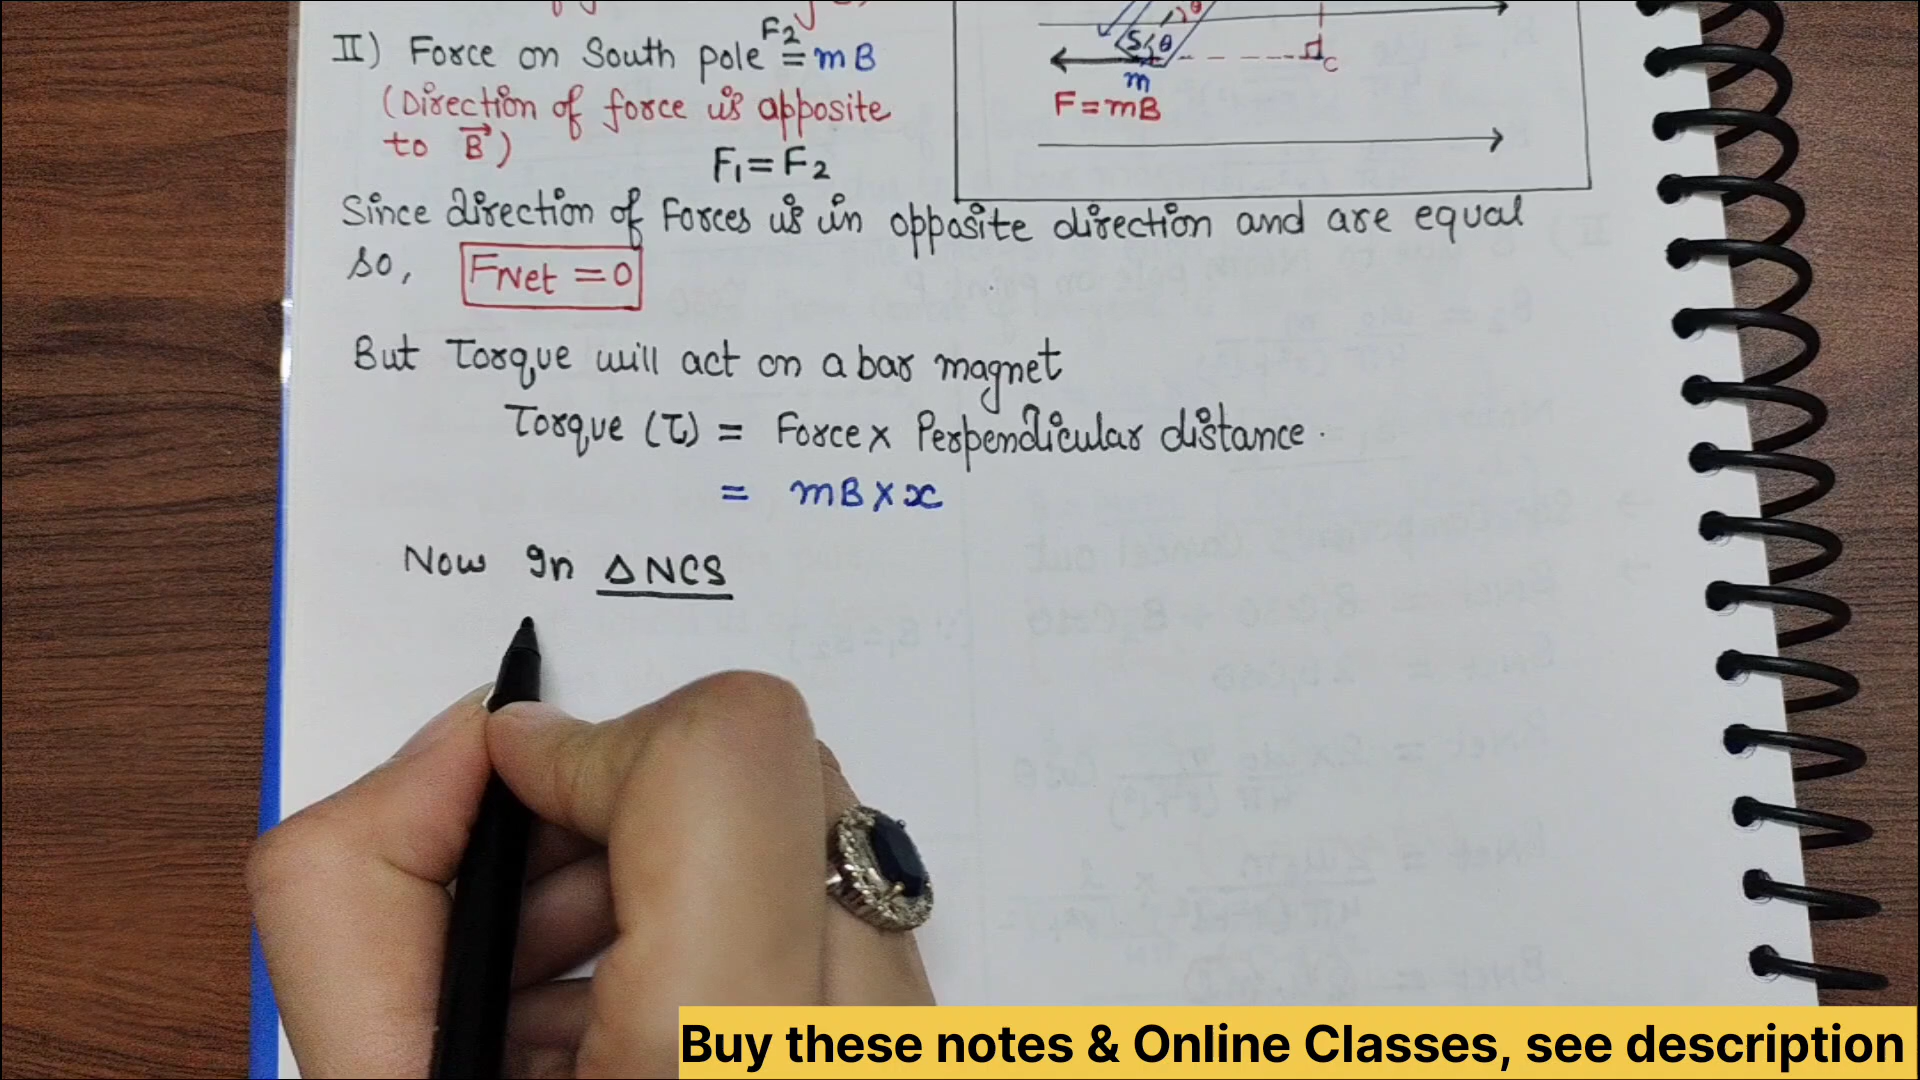 II) Force on South pole F2 = mB
(Direction of force is opposite
to B⃗)
F1 = F2
S θ
θ
C
m
F = mB
Since direction of Forces is in opposite direction and are equal
so, FNet = 0
But Torque will act on a bar magnet
Torque (τ) = Force x Perpendicular distance.
= mB x x
Now In ΔNCS
Buy these notes & Online Classes, see description